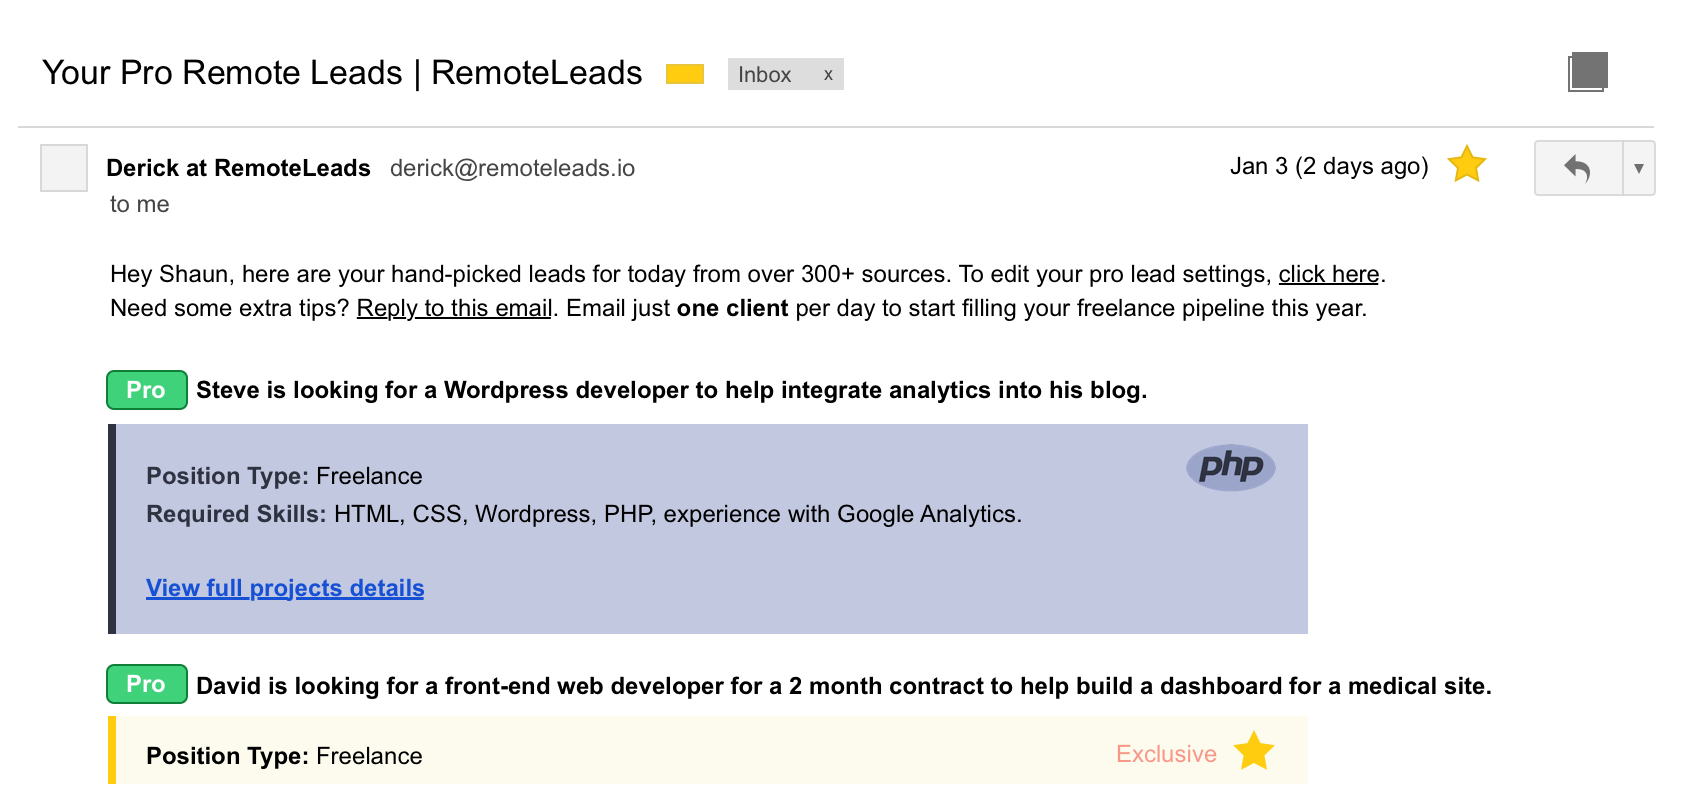 Your Pro Remote Leads | RemoteLeads Inbox x
Derick at RemoteLeads derick@remoteleads.io Jan 3 (2 days ago)
to me
Hey Shaun, here are your hand-picked leads for today from over 300+ sources. To edit your pro lead settings, click here.
Need some extra tips? Reply to this email. Email just one client per day to start filling your freelance pipeline this year.
Pro Steve is looking for a Wordpress developer to help integrate analytics into his blog.
php
Position Type: Freelance
Required Skills: HTML, CSS, Wordpress, PHP, experience with Google Analytics.
View full projects details
Pro David is looking for a front-end web developer for a 2 month contract to help build a dashboard for a medical site.
Position Type: Freelance Exclusive